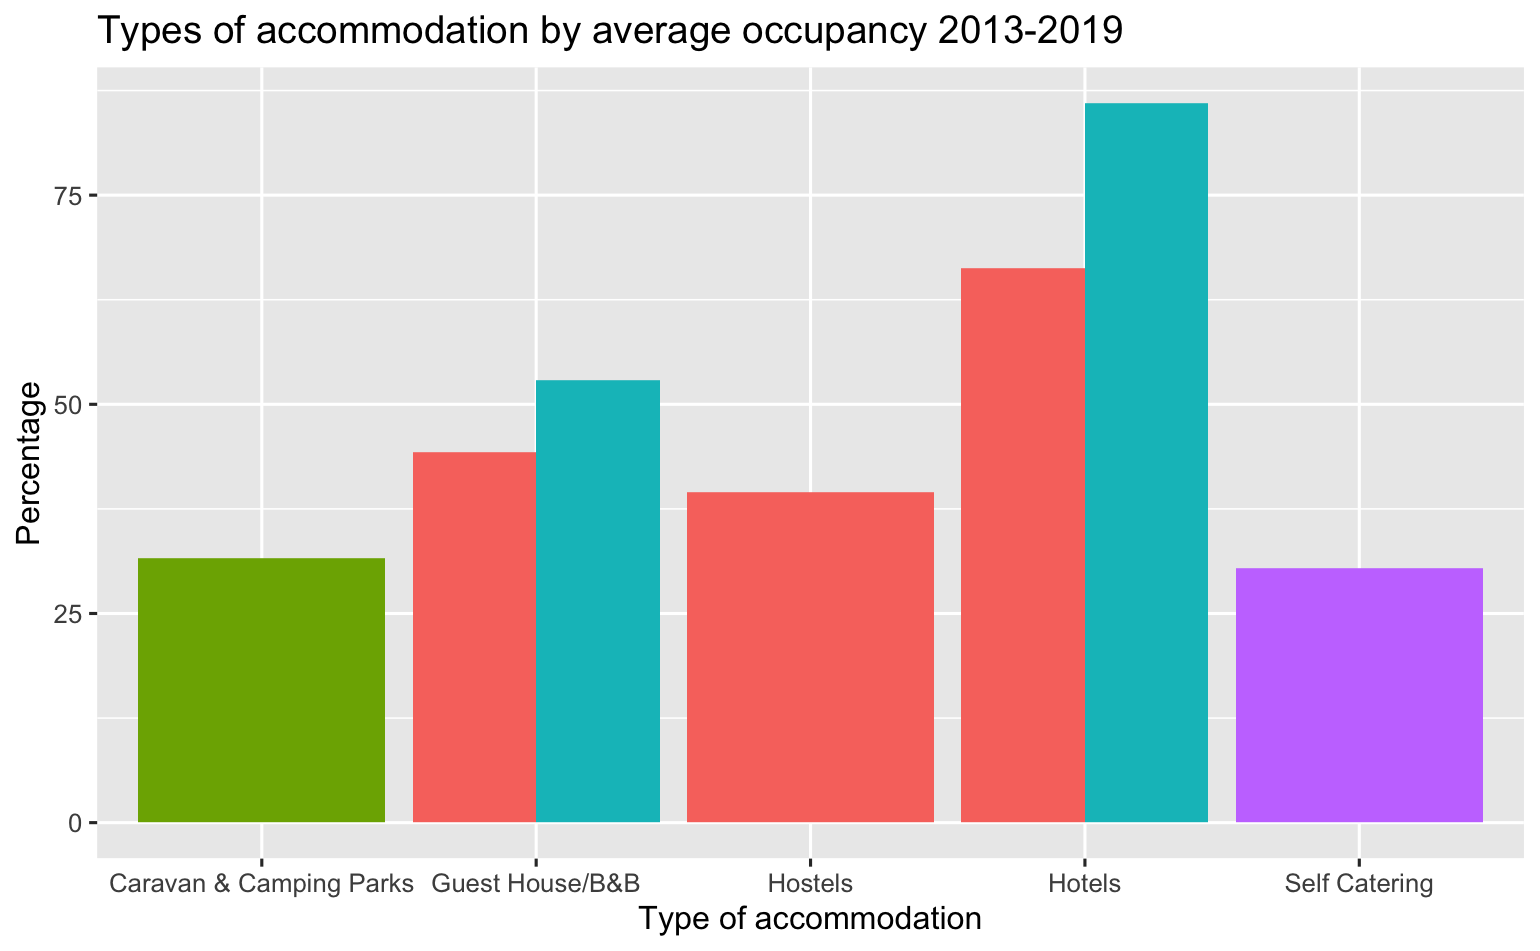 Types of accommodation by average occupancy 2013-2019
Percentage
75
50
25
0
Caravan & Camping Parks
Guest House/B&B
Hostels
Hotels
Self Catering
Type of accommodation